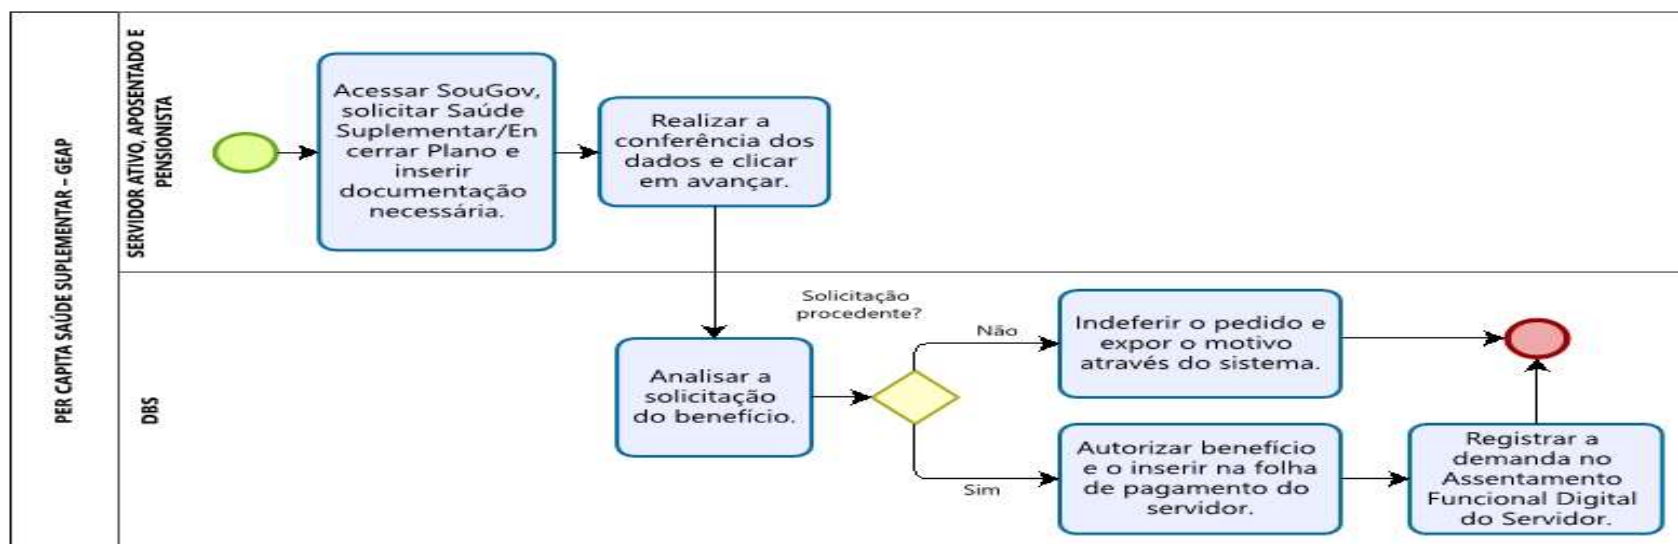 PER CAPITA SAÚDE SUPLEMENTAR – GEAP
SERVIDOR ATIVO, APOSENTADO E
PENSIONISTA
Acessar SouGov,
solicitar Saúde
Suplementar/En
cerrar Plano e
inserir
documentação
necessária.
Realizar a
conferência dos
dados e clicar
em avançar.
DBS
Analisar a
solicitação
do benefício.
Solicitação
procedente?
Não
Indeferir o pedido e
expor o motivo
através do sistema.
Sim
Autorizar benefício
e o inserir na folha
de pagamento do
servidor.
Registrar a
demanda no
Assentamento
Funcional Digital
do Servidor.